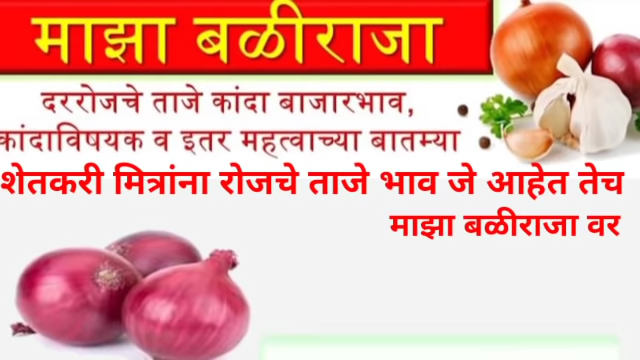 माझा बळीराजा
दररोजचे ताजे कांदा बाजारभाव,
कांदाविषयक व इतर महत्वाच्या बातम्या
शेतकरी मित्रांना रोजचे ताजे भाव जे आहेत तेच
माझा बळीराजा वर